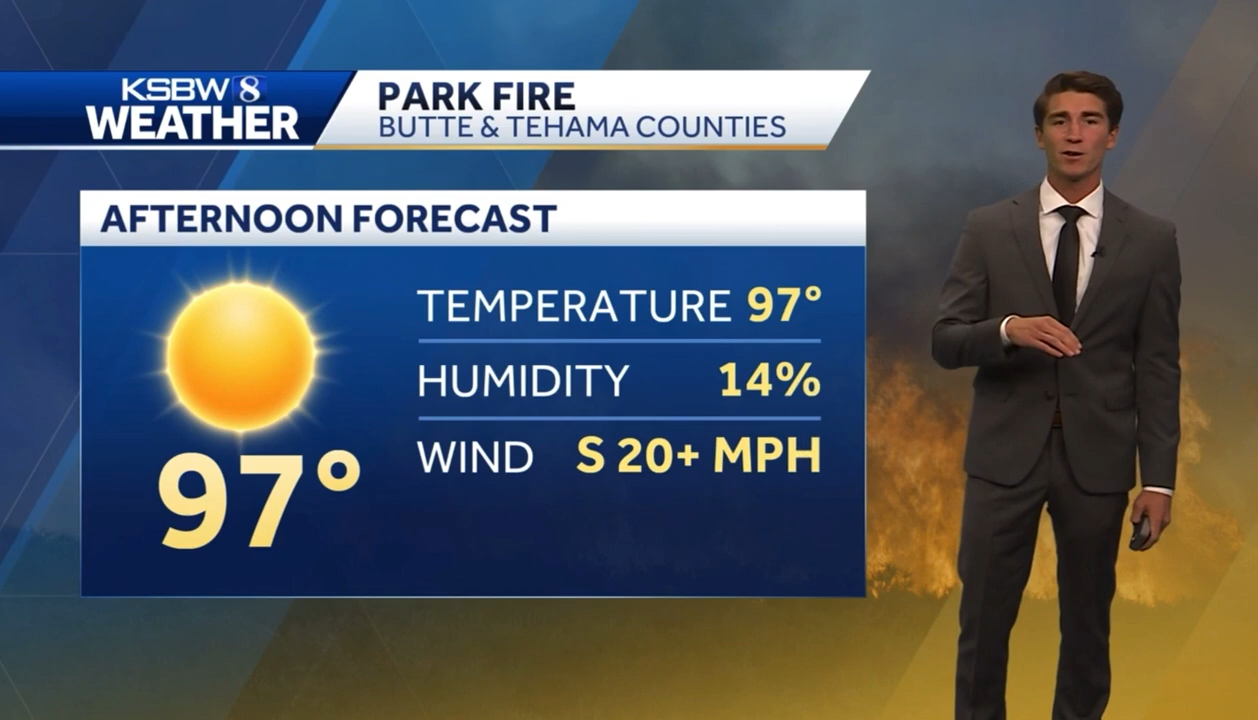 KSBW 8
WEATHER
PARK FIRE
BUTTE & TEHAMA COUNTIES
AFTERNOON FORECAST
97°
TEMPERATURE 97°
HUMIDITY 14%
WIND S 20+ MPH